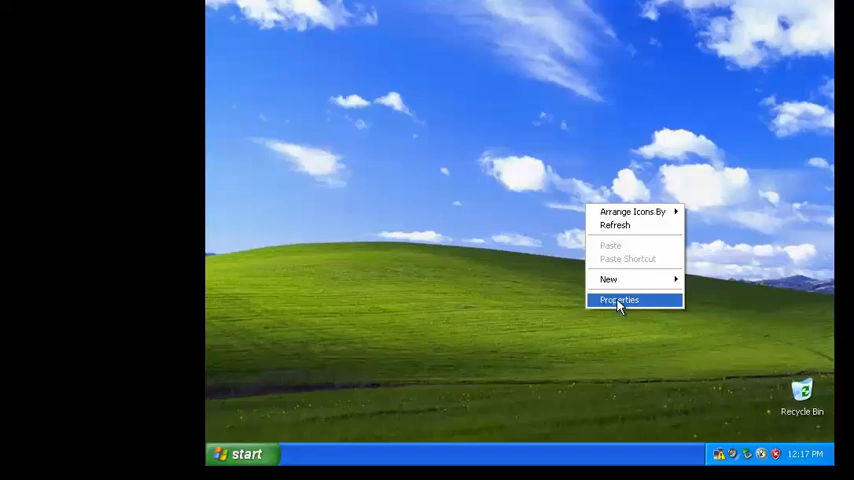 Arrange Icons By
Refresh
Paste
Paste Shortcut
New
Properties
Recycle Bin
start
12:17 PM